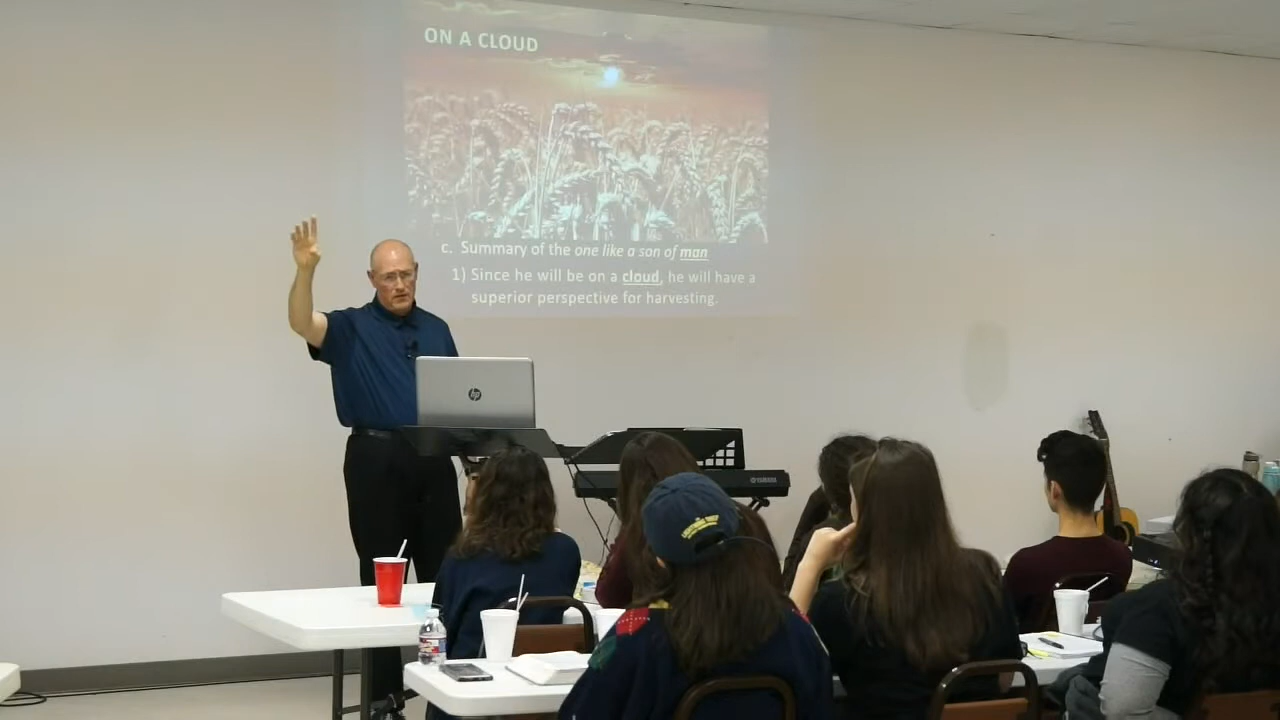 ON A CLOUD
c. Summary of the one like a son of man
1) Since he will be on a cloud, he will have a
superior perspective for harvesting.
hp
YAMAHA